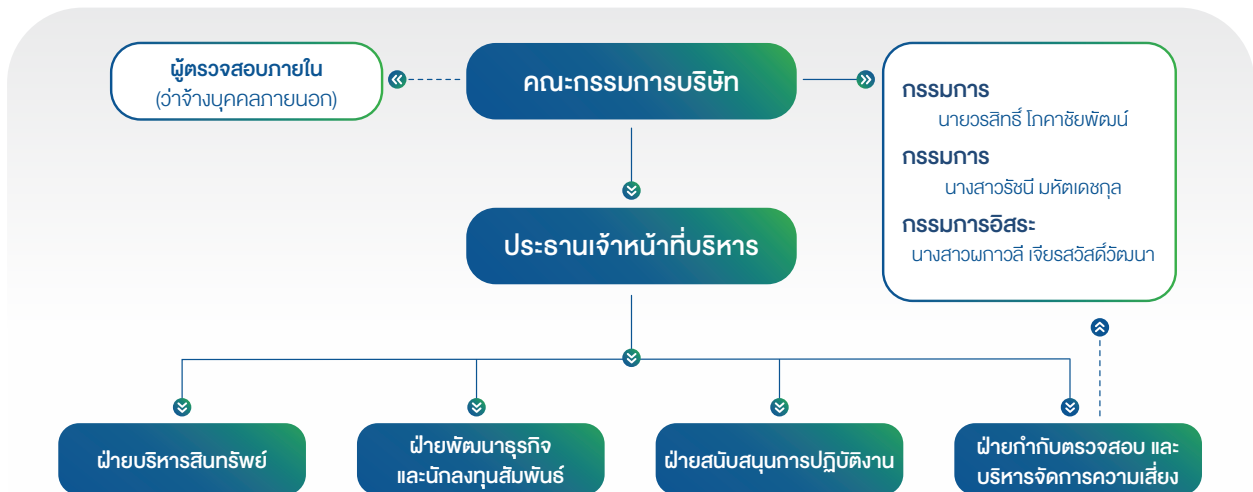 ผู้ตรวจสอบภายใน
(ว่าจ้างบุคคลภายนอก)
คณะกรรมการบริษัท
กรรมการ
นายวรสิทธิ์ โภคาชัยพัฒน์
กรรมการ
นางสาวรัชนี มหัตเดชกุล
กรรมการอิสระ
นางสาวผกาวลี เจียรสวัสดิ์วัฒนา
ประธานเจ้าหน้าที่บริหาร
ฝ่ายบริหารสินทรัพย์
ฝ่ายพัฒนาธุรกิจ
และนักลงทุนสัมพันธ์
ฝ่ายสนับสนุนการปฏิบัติงาน
ฝ่ายกำกับตรวจสอบ และ
บริหารจัดการความเสี่ยง